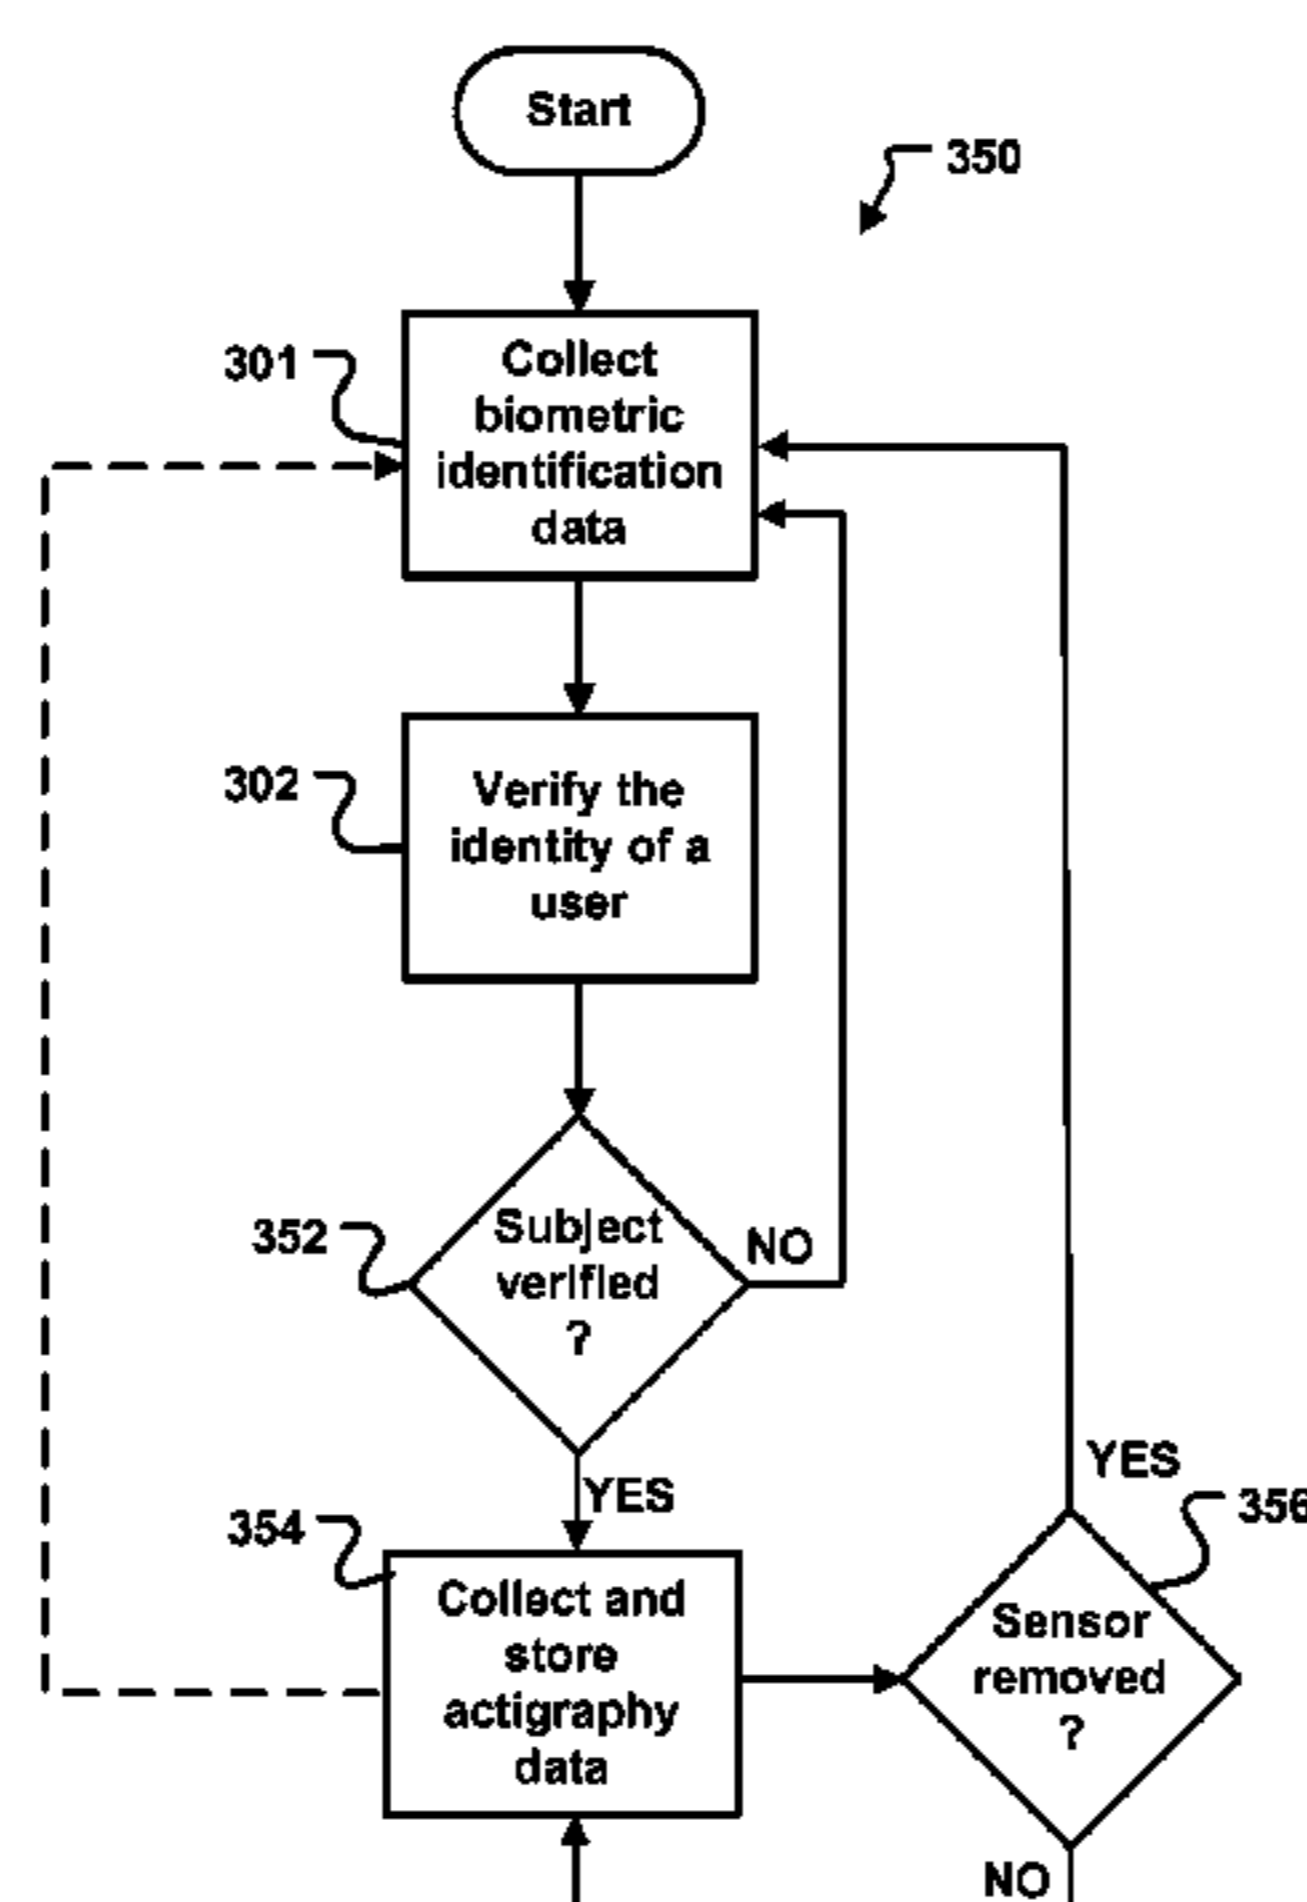 Start
350
301
Collect
biometric
identification
data
302
Verify the
identity of a
user
352
Subject
verified
?
NO
YES
354
Collect and
store
actigraphy
data
YES
356
Sensor
removed
?
NO